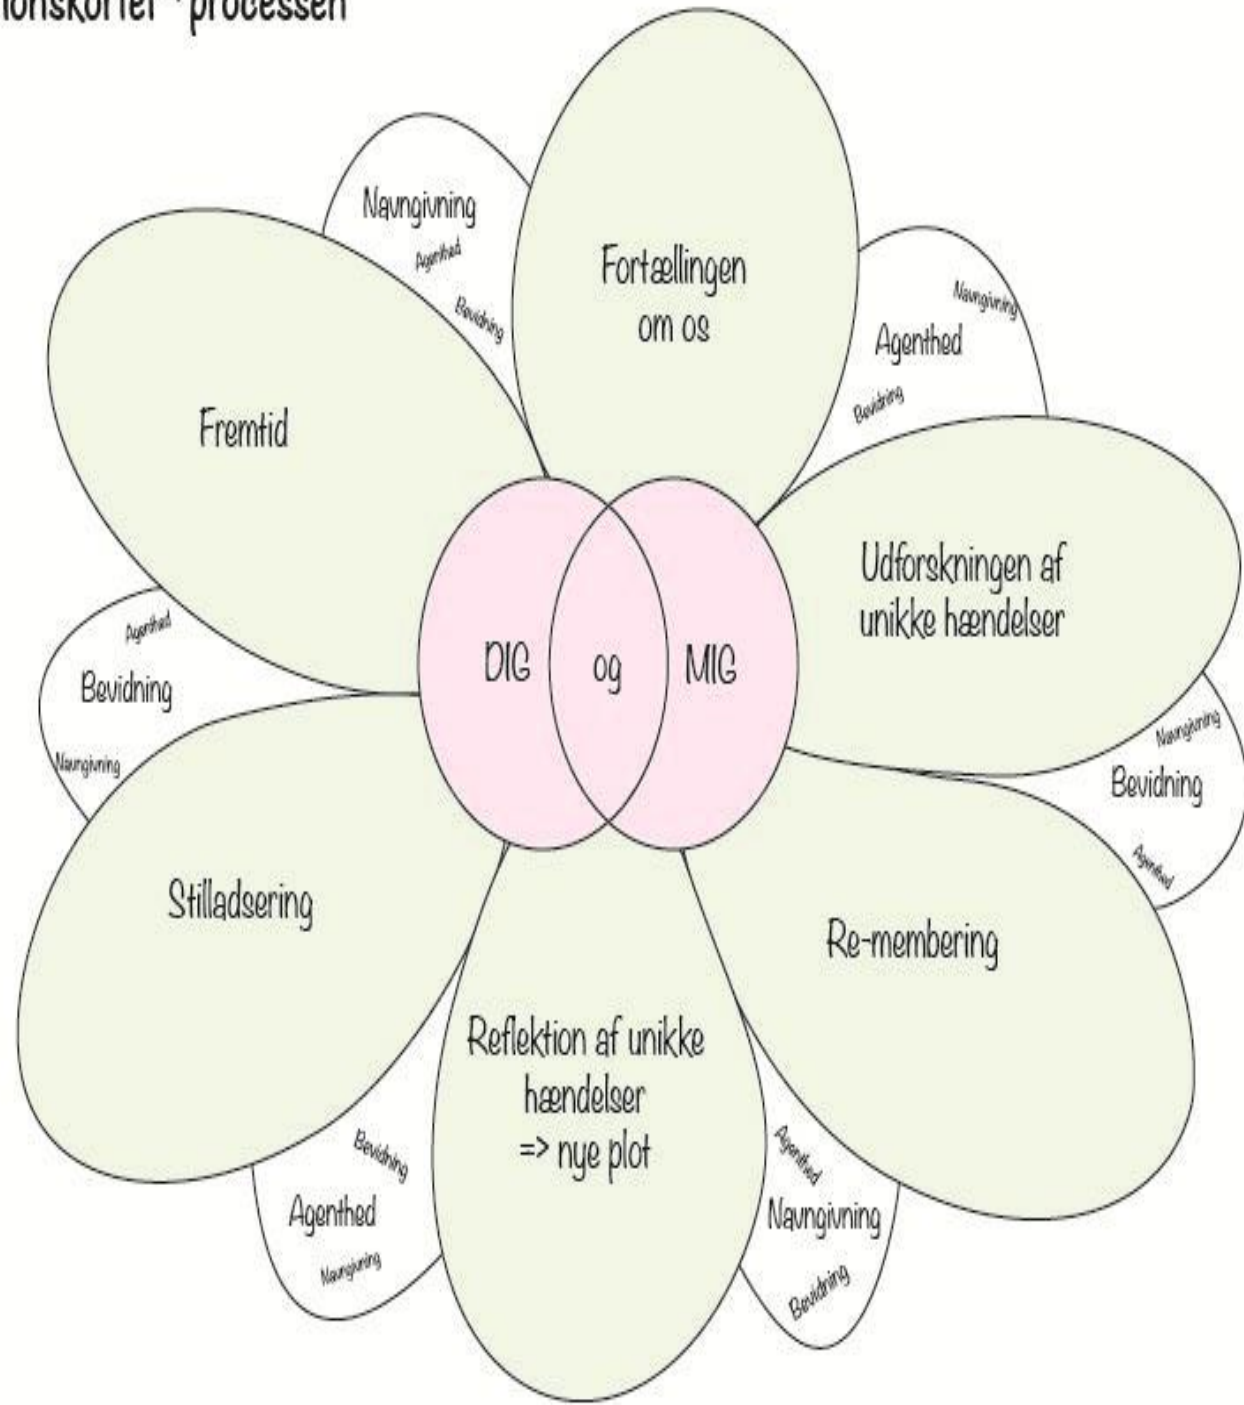 processen
Navngivning
Agenthed
Bevidning
Fortællingen
om os
Navngivning
Agenthed
Bevidning
Fremtid
Udforskningen af
unikke hændelser
DIG
og
MIG
Agenthed
Bevidning
Navngivning
Navngivning
Bevidning
Agenthed
Stilladsering
Re-membering
Reflektion af unikke
hændelser
=> nye plot
Bevidning
Agenthed
Navngivning
Agenthed
Navngivning
Bevidning